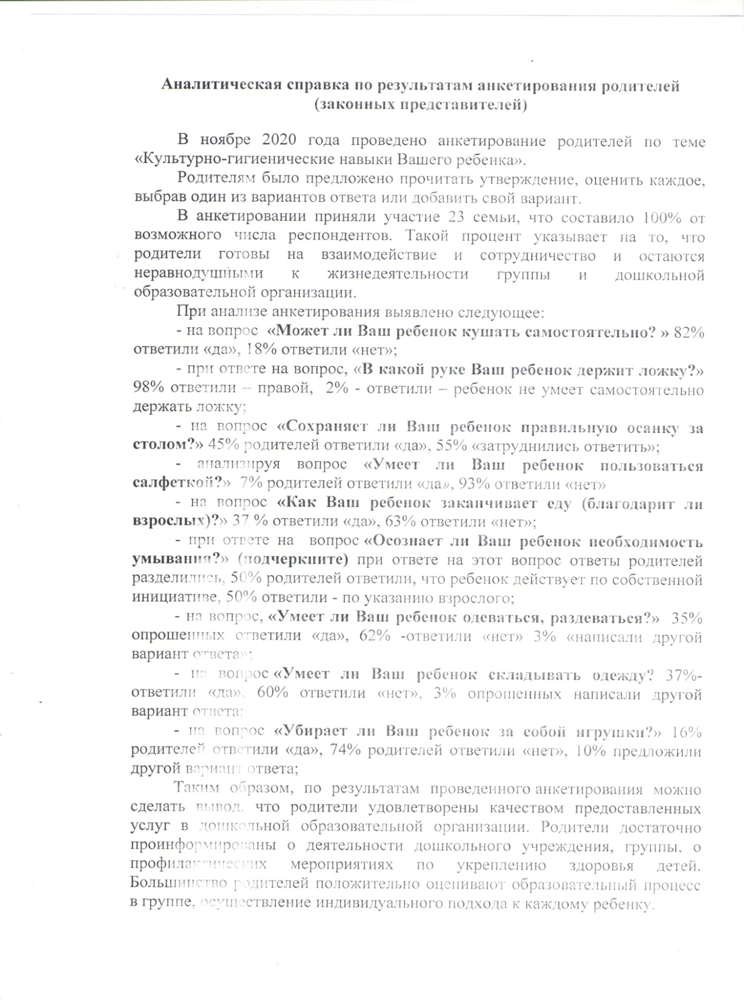 Аналитическая справка по результатам анкетирования родителей
(законных представителей)
В ноябре 2020 года проведено анкетирование родителей по теме
«Культурно-гигиенические навыки Вашего ребенка».
Родителям было предложено прочитать утверждение, оценить каждое,
выбрав один из вариантов ответа или добавить свой вариант.
В анкетировании приняли участие 23 семьи, что составило 100% от
возможного числа респондентов. Такой процент указывает на то, что
родители готовы на взаимодействие и сотрудничество и остаются
неравнодушными к жизнедеятельности группы и дошкольной
образовательной организации.
При анализе анкетирования выявлено следующее:
- на вопрос «Может ли Ваш ребенок кушать самостоятельно? » 82%
ответили «да», 18% ответили «нет»;
- при ответе на вопрос, «В какой руке Ваш ребенок держит ложку?»
98% ответили – правой, 2% - ответили – ребенок не умеет самостоятельно
держать ложку;
- на вопрос «Сохраняет ли Ваш ребенок правильную осанку за
столом?» 45% родителей ответили «да», 55% «затруднились ответить»;
- анализируя вопрос «Умеет ли Ваш ребенок пользоваться
салфеткой?» 7% родителей ответили «да», 93% ответили «нет»
- на вопрос «Как Ваш ребенок заканчивает еду (благодарит ли
взрослых)?» 37 % ответили «да», 63% ответили «нет»;
- при ответе на вопрос «Осознает ли Ваш ребенок необходимость
умывания?» (подчеркните) при ответе на этот вопрос ответы родителей
разделились, 50% родителей ответили, что ребенок действует по собственной
инициативе, 50% ответили - по указанию взрослого;
- на вопрос, «Умеет ли Ваш ребенок одеваться, раздеваться?» 35%
опрошенных ответили «да», 62% -ответили «нет» 3% «написали другой
вариант ответа»;
- на вопрос «Умеет ли Ваш ребенок складывать одежду? 37%-
ответили «да», 60% ответили «нет», 3% опрошенных написали другой
вариант ответа;
- на вопрос «Убирает ли Ваш ребенок за собой игрушки?» 16%
родителей ответили «да», 74% родителей ответили «нет», 10% предложили
другой вариант ответа;
Таким образом, по результатам проведенного анкетирования можно
сделать вывод, что родители удовлетворены качеством предоставленных
услуг в дошкольной образовательной организации. Родители достаточно
проинформированы о деятельности дошкольного учреждения, группы, о
профилактических мероприятиях по укреплению здоровья детей.
Большинство родителей положительно оценивают образовательный процесс
в группе, осуществление индивидуального подхода к каждому ребенку.